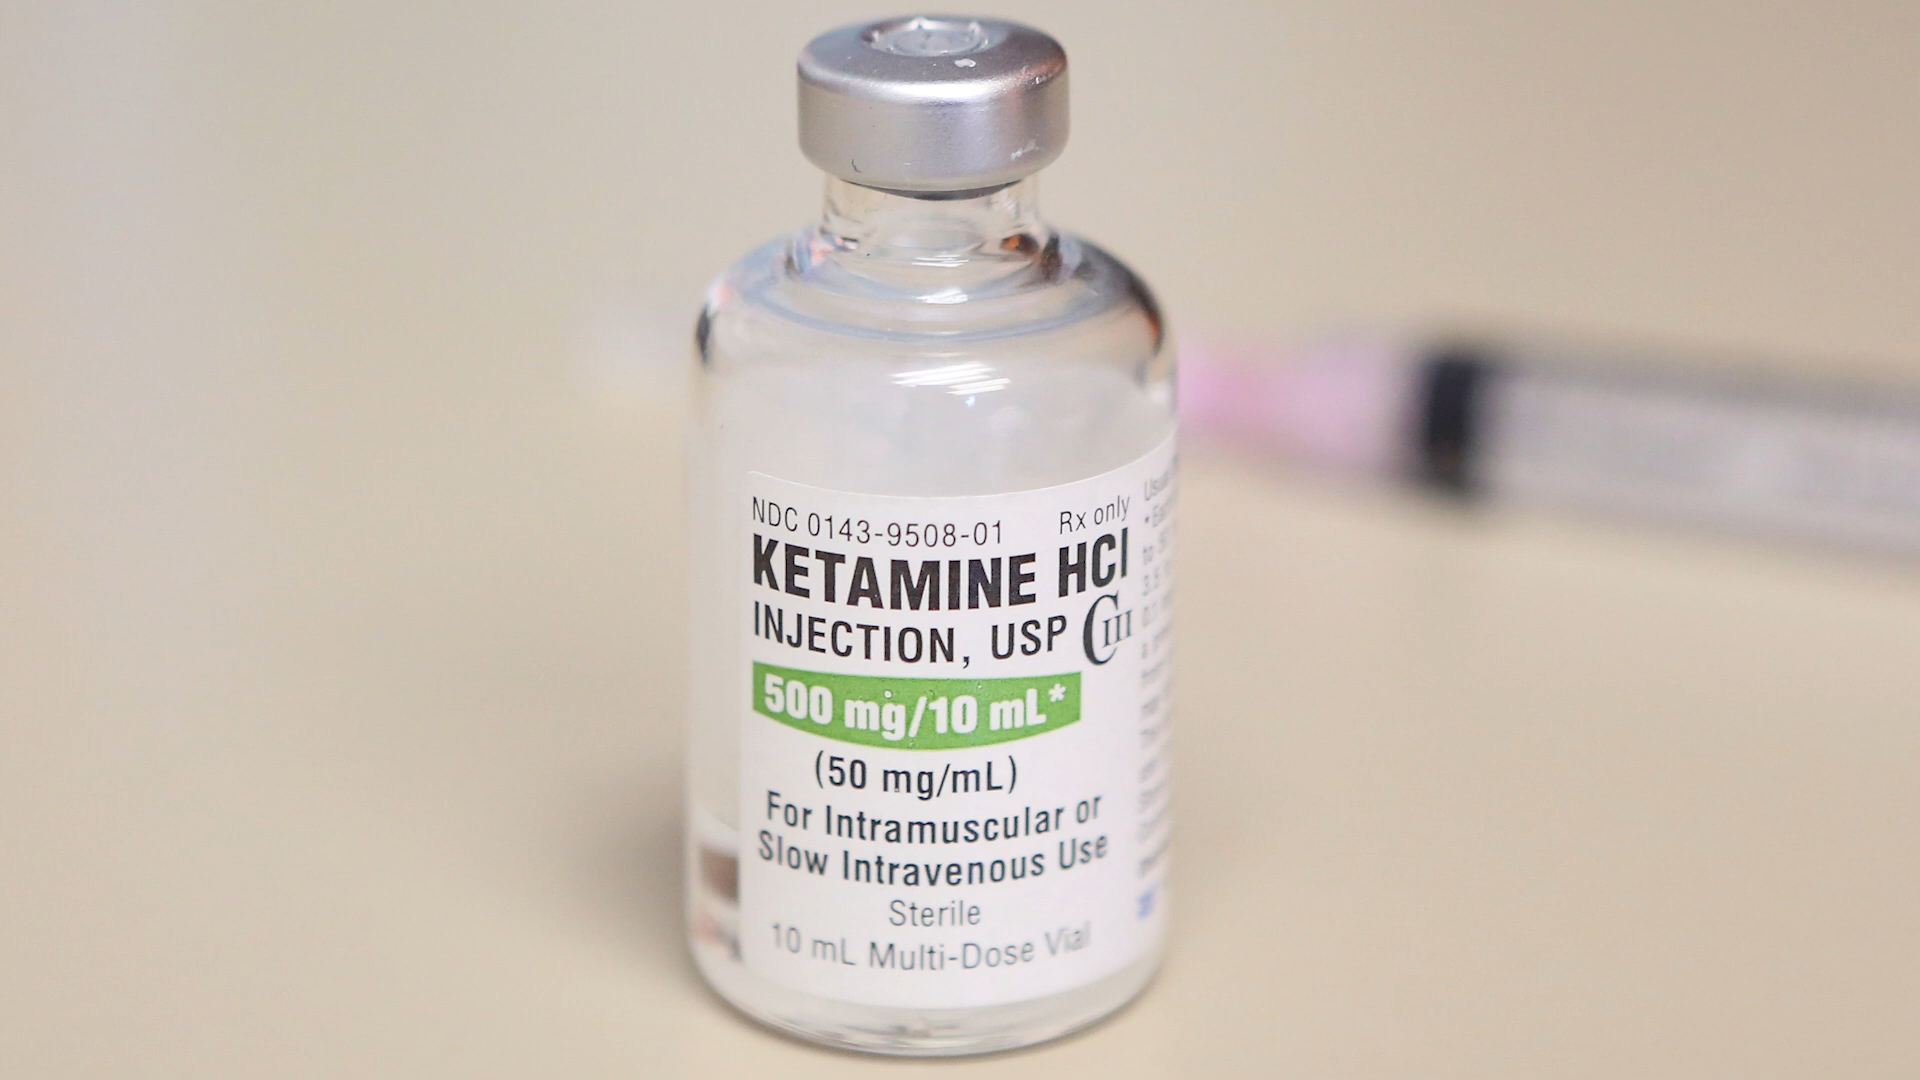 NDC 0143-9508-01 Rx only
KETAMINE HCl
INJECTION, USP CIII
500 mg/10 mL*
(50 mg/mL)
For Intramuscular or
Slow Intravenous Use
Sterile
10 mL Multi-Dose Vial